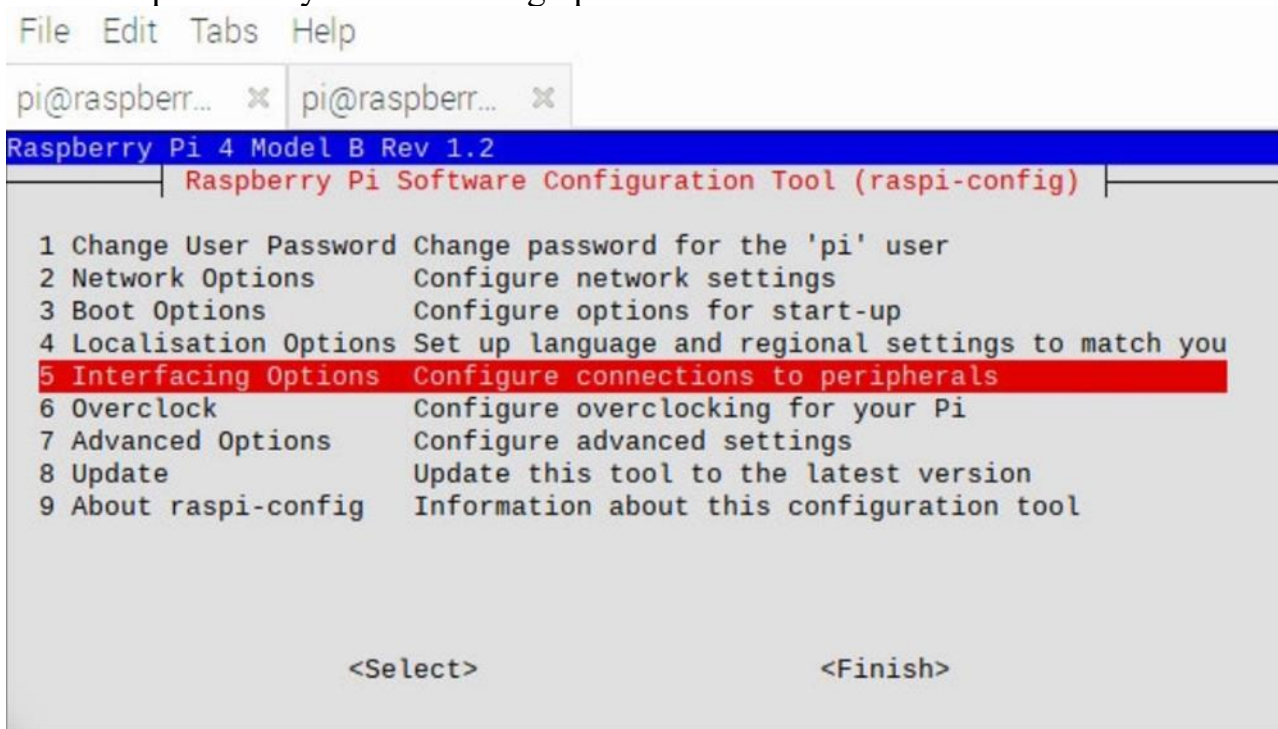 File Edit Tabs Help
pi@raspberr... pi@raspberr...
Raspberry Pi 4 Model B Rev 1.2
Raspberry Pi Software Configuration Tool (raspi-config)
1 Change User Password Change password for the 'pi' user
2 Network Options Configure network settings
3 Boot Options Configure options for start-up
4 Localisation Options Set up language and regional settings to match you
5 Interfacing Options Configure connections to peripherals
6 Overclock Configure overclocking for your Pi
7 Advanced Options Configure advanced settings
8 Update Update this tool to the latest version
9 About raspi-config Information about this configuration tool
<Select> <Finish>